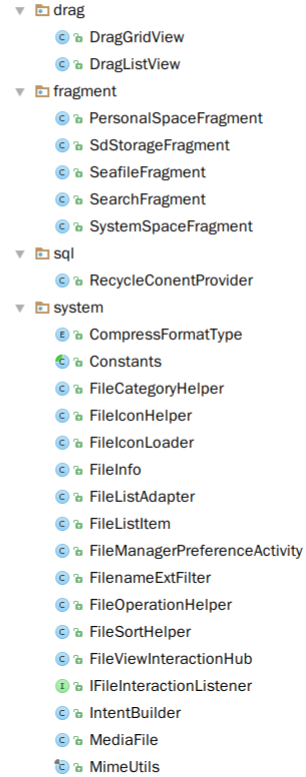 drag
DragGridView
DragListView
fragment
PersonalSpaceFragment
SdStorageFragment
SeafileFragment
SearchFragment
SystemSpaceFragment
sql
RecycleConentProvider
system
CompressFormatType
Constants
FileCategoryHelper
FileIconHelper
FileIconLoader
FileInfo
FileListAdapter
FileListItem
FileManagerPreferenceActivity
FilenameExtFilter
FileOperationHelper
FileSortHelper
FileViewInteractionHub
IFileInteractionListener
IntentBuilder
MediaFile
MimeUtils